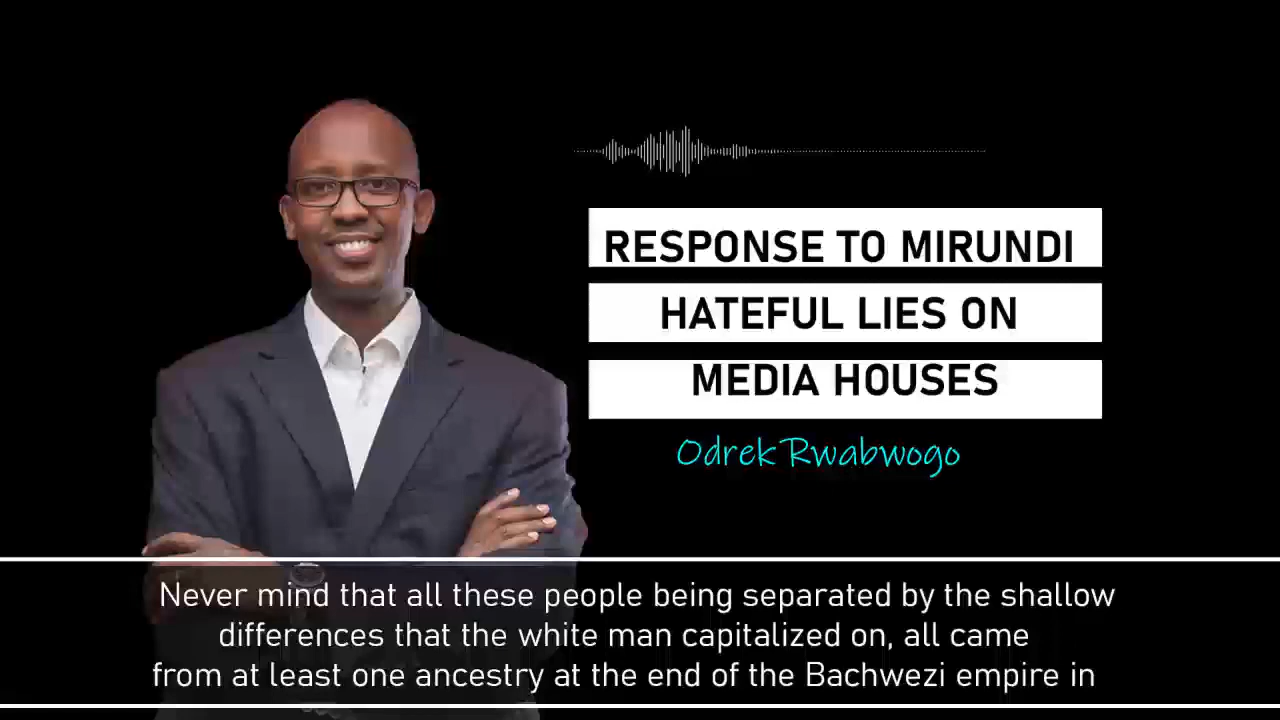 RESPONSE TO MIRUNDI
HATEFUL LIES ON
MEDIA HOUSES
Odrek Rwabwogo
Never mind that all these people being separated by the shallow
differences that the white man capitalized on, all came
from at least one ancestry at the end of the Bachwezi empire in